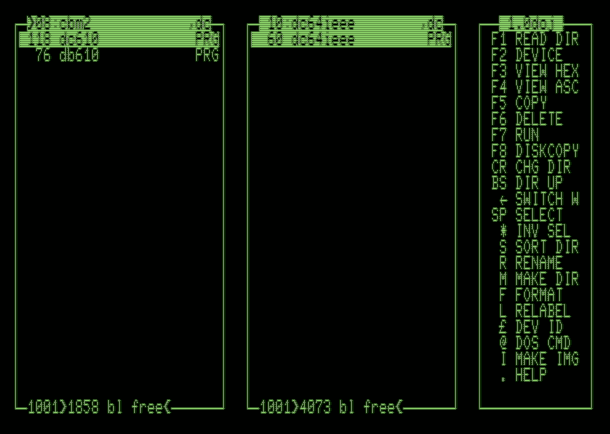 08:cbm2 ,dc
118 dc610 PRG
76 db610 PRG
1001>1858 bl free<
10:dc64ieee ,dc
60 dc64ieee PRG
1001>4073 bl free<
F1 READ DIR
F2 DEVICE
F3 VIEW HEX
F4 VIEW ASC
F5 COPY
F6 DELETE
F7 RUN
F8 DISKCOPY
CR CHG DIR
BS DIR UP
← SWITCH W
SP SELECT
* INV SEL
S SORT DIR
R RENAME
M MAKE DIR
F FORMAT
L RELABEL
£ DEV ID
@ DOS CMD
I MAKE IMG
. HELP